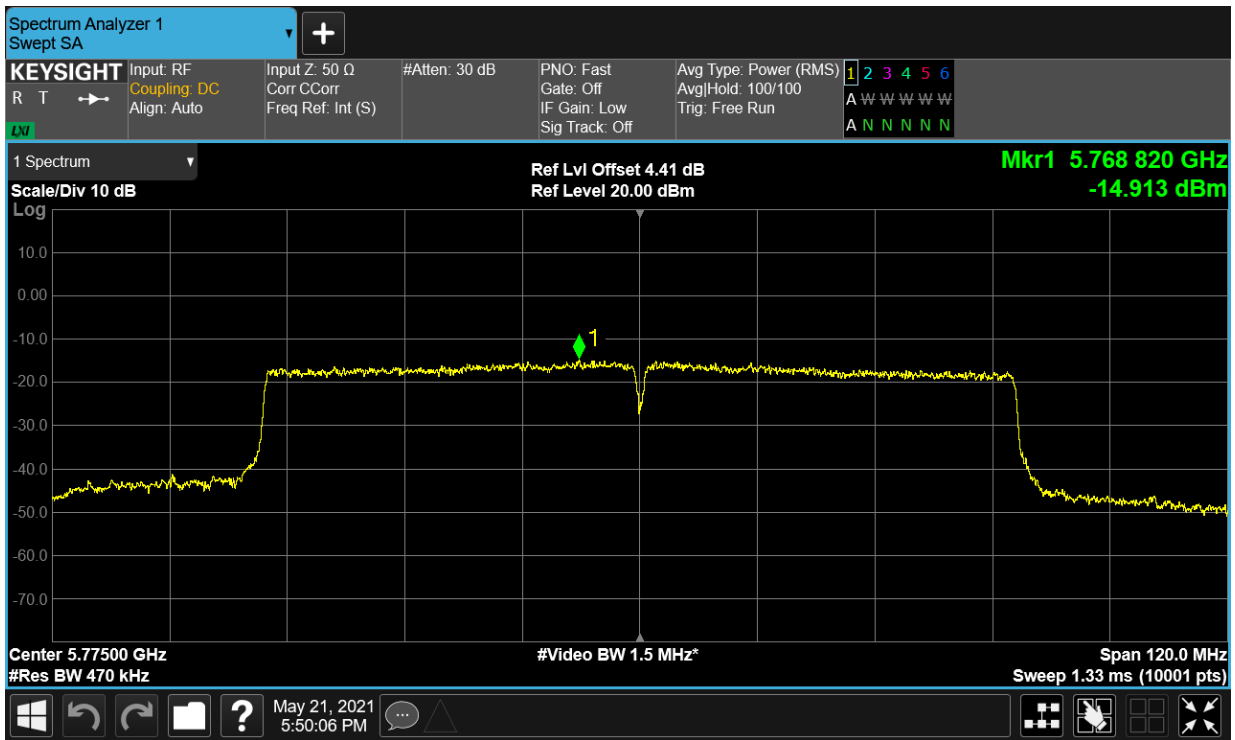 Spectrum Analyzer 1
Swept SA
KEYSIGHT
R T
LXI
Input: RF
Coupling: DC
Align: Auto
Input Z: 50 Ω
Corr CCorr
Freq Ref: Int (S)
#Atten: 30 dB
PNO: Fast
Gate: Off
IF Gain: Low
Sig Track: Off
Avg Type: Power (RMS)
Avg|Hold: 100/100
Trig: Free Run
1 2 3 4 5 6
A W W W W W
A N N N N N
1 Spectrum
Scale/Div 10 dB
Ref Lvl Offset 4.41 dB
Ref Level 20.00 dBm
Mkr1 5.768 820 GHz
-14.913 dBm
Log
10.0
0.00
-10.0
-20.0
-30.0
-40.0
-50.0
-60.0
-70.0
1
Center 5.77500 GHz
#Res BW 470 kHz
#Video BW 1.5 MHz*
Span 120.0 MHz
Sweep 1.33 ms (10001 pts)
?
May 21, 2021
5:50:06 PM